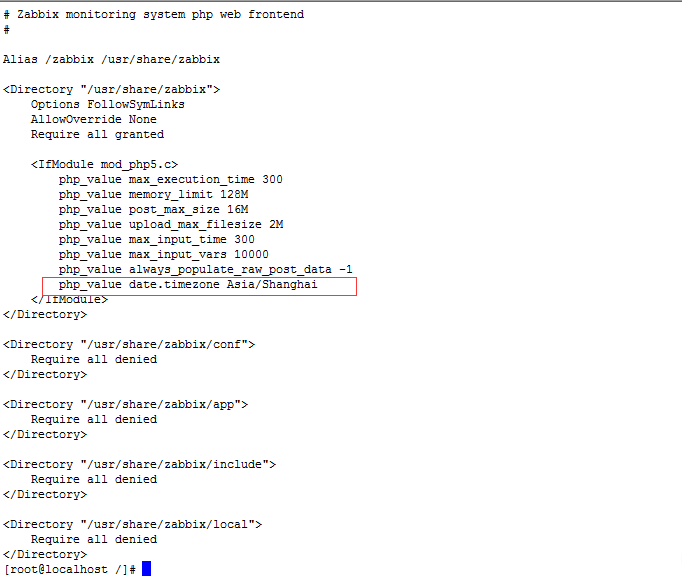 # Zabbix monitoring system php web frontend
#
Alias /zabbix /usr/share/zabbix
<Directory "/usr/share/zabbix">
    Options FollowSymLinks
    AllowOverride None
    Require all granted
    <IfModule mod_php5.c>
        php_value max_execution_time 300
        php_value memory_limit 128M
        php_value post_max_size 16M
        php_value upload_max_filesize 2M
        php_value max_input_time 300
        php_value max_input_vars 10000
        php_value always_populate_raw_post_data -1
        php_value date.timezone Asia/Shanghai
    </IfModule>
</Directory>
<Directory "/usr/share/zabbix/conf">
    Require all denied
</Directory>
<Directory "/usr/share/zabbix/app">
    Require all denied
</Directory>
<Directory "/usr/share/zabbix/include">
    Require all denied
</Directory>
<Directory "/usr/share/zabbix/local">
    Require all denied
</Directory>
[root@localhost /]#